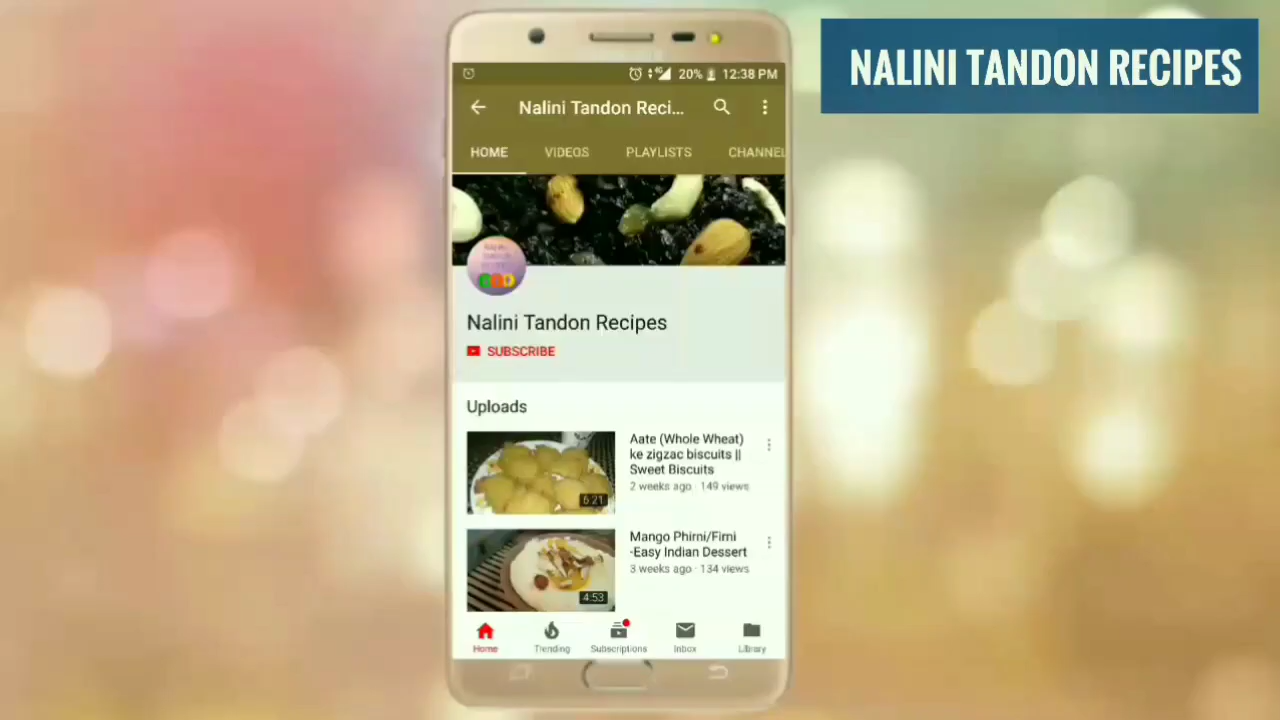 NALINI TANDON RECIPES
20% 12:38 PM
Nalini Tandon Reci...
HOME VIDEOS PLAYLISTS CHANNEL
Nalini Tandon Recipes
SUBSCRIBE
Uploads
Aate (Whole Wheat)
ke zigzac biscuits ||
Sweet Biscuits
2 weeks ago · 149 views
6:21
Mango Phirni/Firni
-Easy Indian Dessert
3 weeks ago · 134 views
4:53
Home Trending Subscriptions Inbox Library